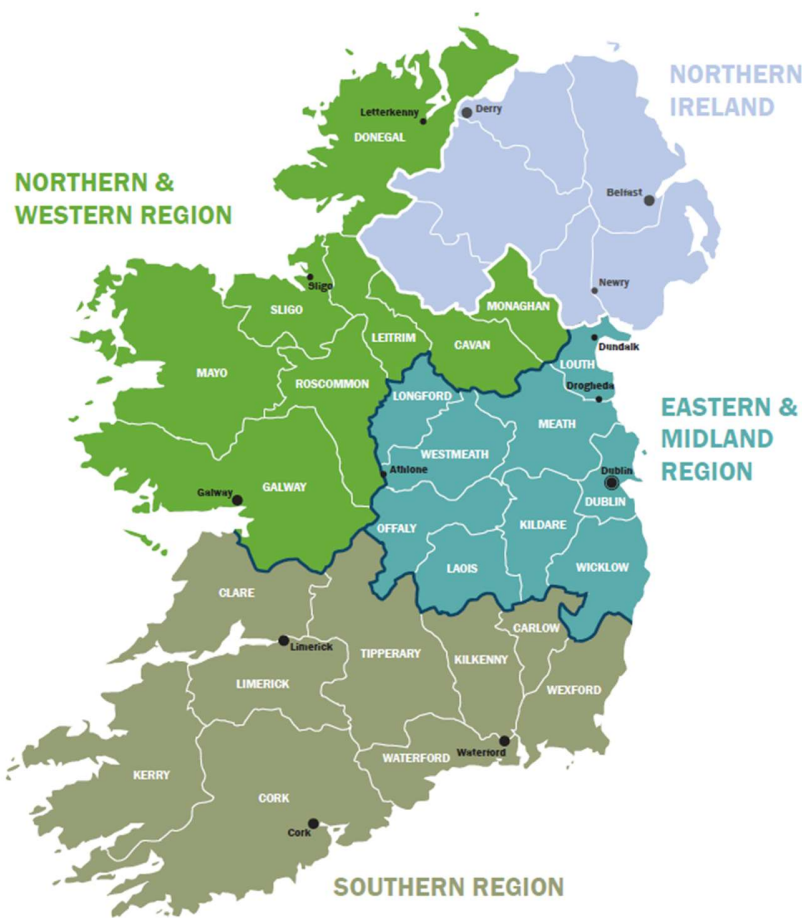 NORTHERN
IRELAND
Derry
Letterkenny
DONEGAL
NORTHERN &
WESTERN REGION
Belfast
Newry
Sligo
SLIGO
MONAGHAN
LEITRIM
CAVAN
Dundalk
LOUTH
MAYO
ROSCOMMON
Drogheda
LONGFORD
EASTERN &
MIDLAND
REGION
MEATH
WESTMEATH
Athlone
Dublin
DUBLIN
GALWAY
Galway
OFFALY
KILDARE
LAOIS
WICKLOW
CLARE
CARLOW
Limerick
TIPPERARY
KILKENNY
LIMERICK
WEXFORD
Waterford
WATERFORD
KERRY
CORK
Cork
SOUTHERN REGION